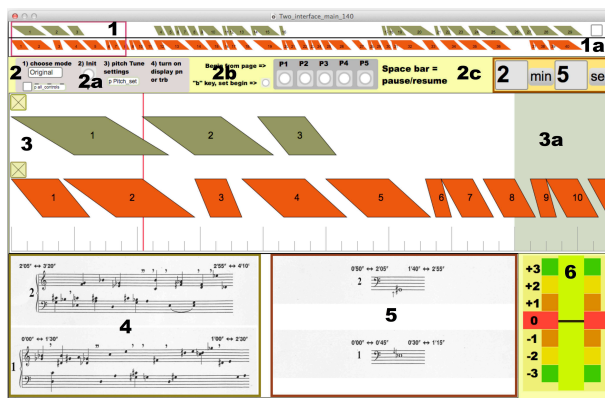 Two_interface_main_140
1
1a
2
1) choose mode
Original
p all_controls
2) Init
2a
3) pitch Tune
settings
p Pitch_set
4) turn on
display pn
or trb
2b
Begin from page =>
"b" key, set begin =>
P1 P2 P3 P4 P5
Space bar =
pause/resume
2c
2 min 5 se
3
1 2 3
3a
1 2 3 4 5 6 7 8 9 10
2'05" ↔ 3'20"
2'55" ↔ 4'10'
2
4
0'00" ↔ 1'30"
1'00" ↔ 2'30"
1
0'50" ↔ 2'05"
1'40" ↔ 2'55"
2
5
0'00" ↔ 0'45"
0'30" ↔ 1'15"
1
6
+3
+2
+1
0
-1
-2
-3